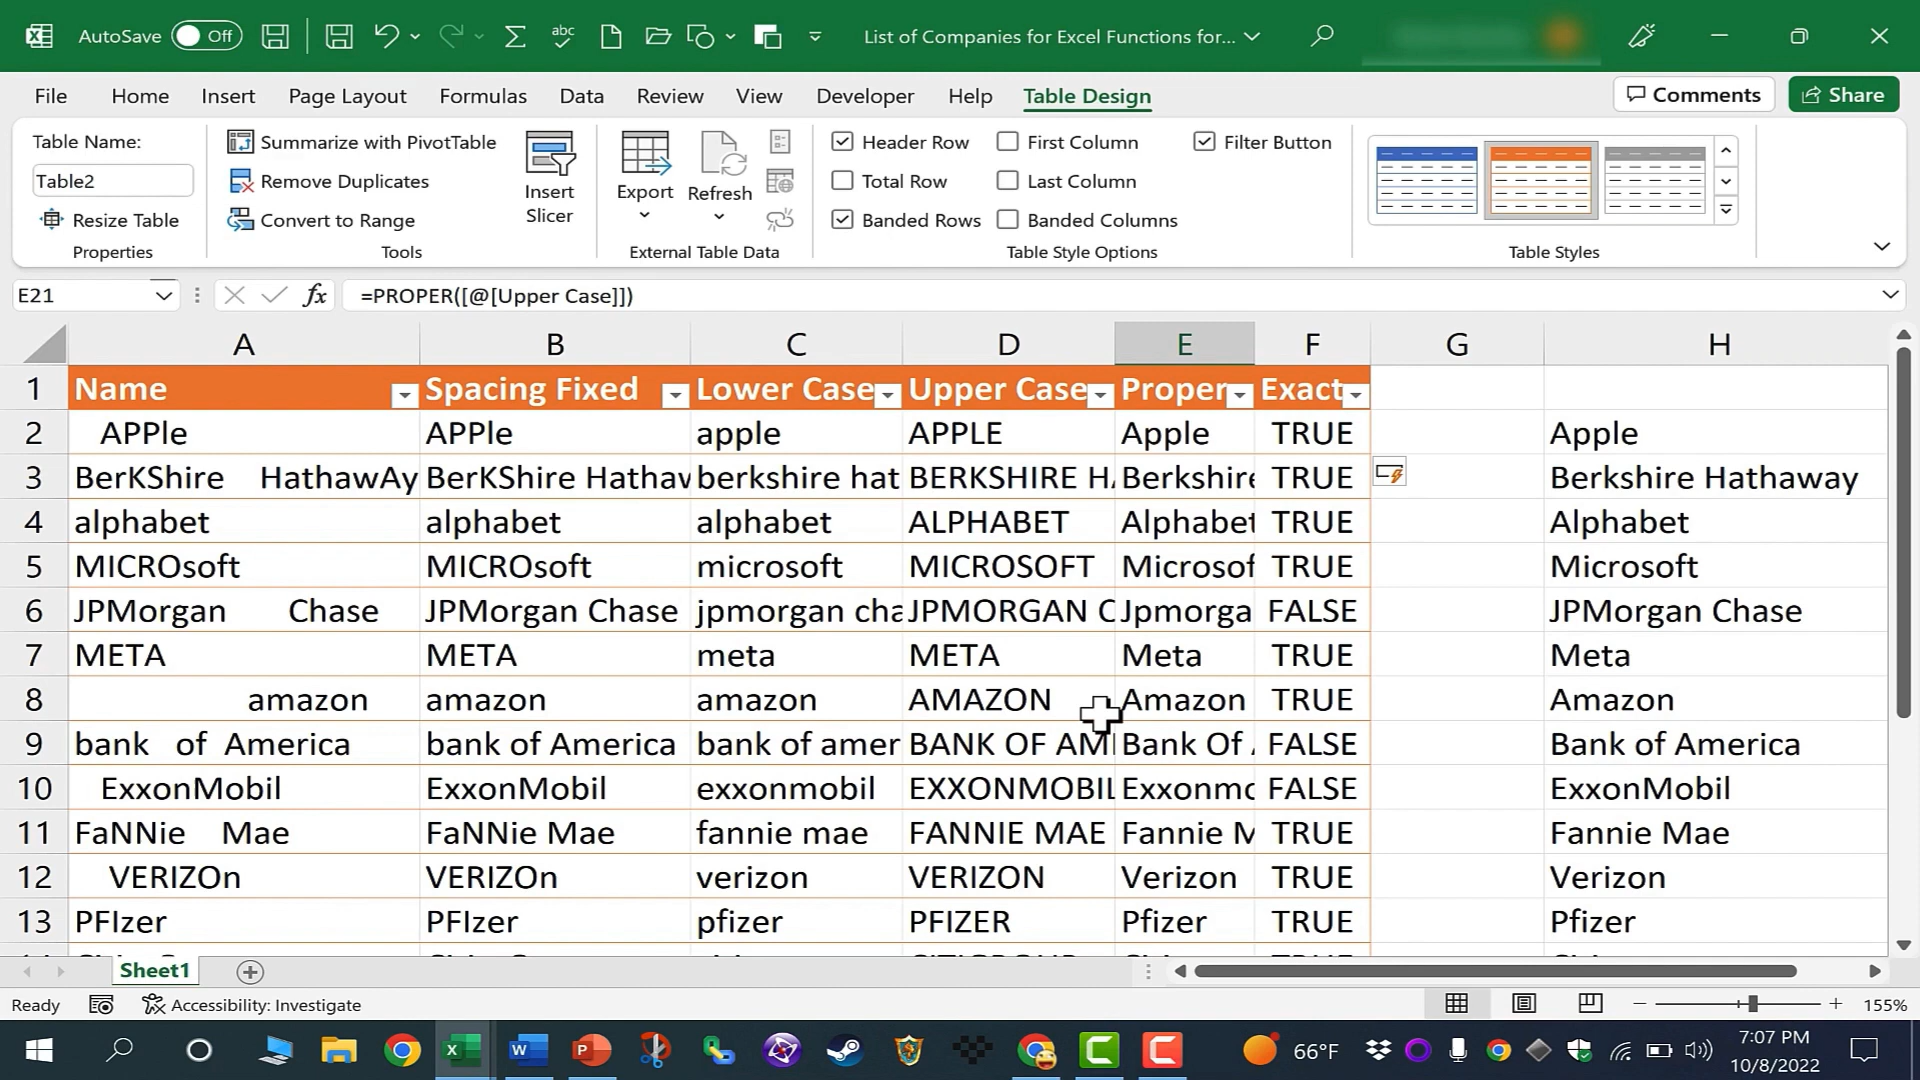 AutoSave Off abc List of Companies for Excel Functions for...
File Home Insert Page Layout Formulas Data Review View Developer Help Table Design Comments Share
Table Name:
Table2
Resize Table
Properties
Summarize with PivotTable
Remove Duplicates
Convert to Range
Insert
Slicer
Tools
Export
Refresh
External Table Data
Header Row First Column Filter Button
Total Row Last Column
Banded Rows Banded Columns
Table Style Options
Table Styles
E21 fx =PROPER([@[Upper Case]])
A B C D E F G H
1 Name Spacing Fixed Lower Case Upper Case Proper Exact
2 APPle APPle apple APPLE Apple TRUE Apple
3 BerKShire HathawAy BerKShire Hathaw berkshire hat BERKSHIRE HA Berkshire TRUE Berkshire Hathaway
4 alphabet alphabet alphabet ALPHABET Alphabet TRUE Alphabet
5 MICROsoft MICROsoft microsoft MICROSOFT Microsof TRUE Microsoft
6 JPMorgan Chase JPMorgan Chase jpmorgan cha JPMORGAN C Jpmorga FALSE JPMorgan Chase
7 META META meta META Meta TRUE Meta
8 amazon amazon amazon AMAZON Amazon TRUE Amazon
9 bank of America bank of America bank of amer BANK OF AME Bank Of FALSE Bank of America
10 ExxonMobil ExxonMobil exxonmobil EXXONMOBIL Exxonmo FALSE ExxonMobil
11 FaNNie Mae FaNNie Mae fannie mae FANNIE MAE Fannie M TRUE Fannie Mae
12 VERIZOn VERIZOn verizon VERIZON Verizon TRUE Verizon
13 PFIzer PFIzer pfizer PFIZER Pfizer TRUE Pfizer
Sheet1
Ready Accessibility: Investigate 155%
66°F 7:07 PM
10/8/2022